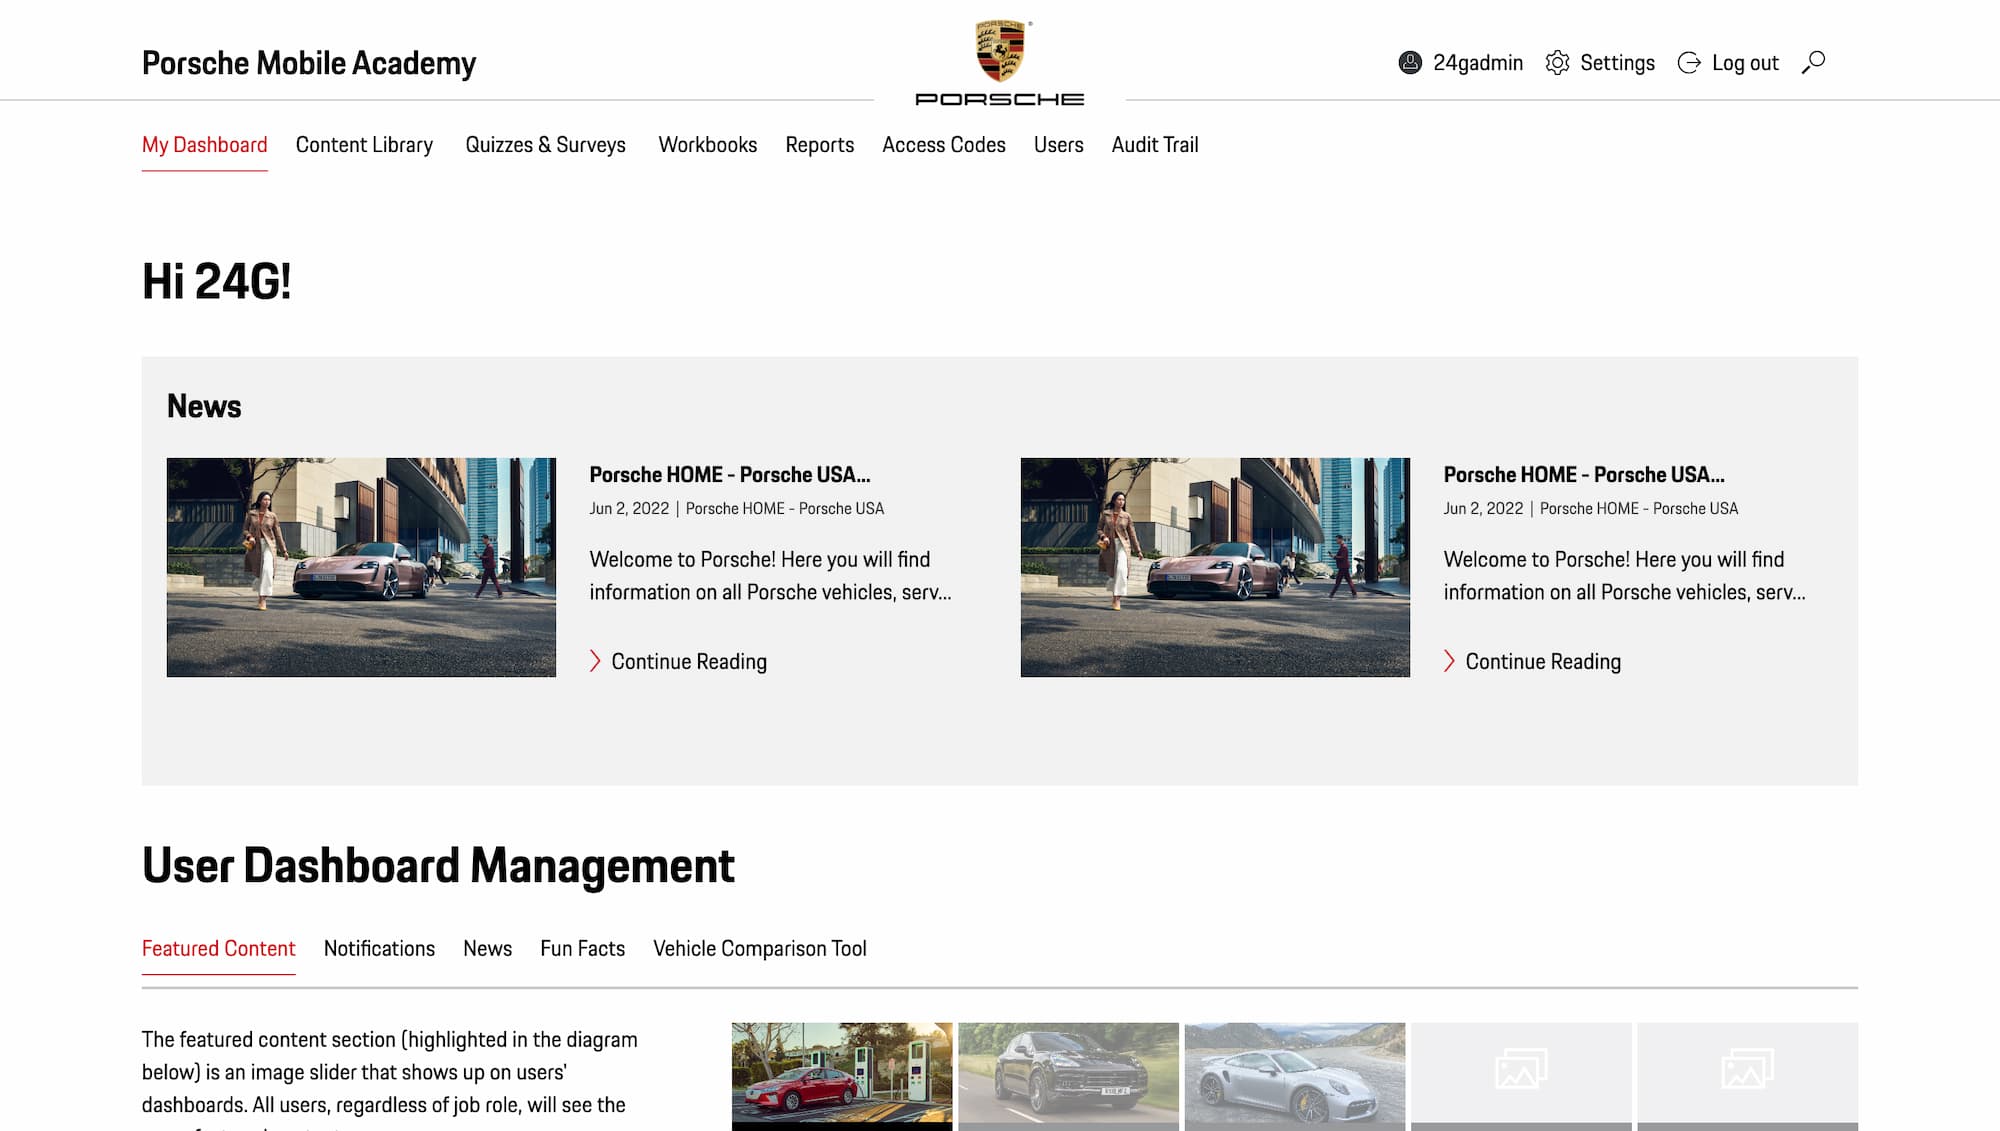 Porsche Mobile Academy
PORSCHE
PORSCHE
24gadmin
Settings
Log out
My Dashboard
Content Library
Quizzes & Surveys
Workbooks
Reports
Access Codes
Users
Audit Trail
Hi 24G!
News
Porsche HOME - Porsche USA...
Jun 2, 2022 | Porsche HOME - Porsche USA
Welcome to Porsche! Here you will find
information on all Porsche vehicles, serv...
Continue Reading
Porsche HOME - Porsche USA...
Jun 2, 2022 | Porsche HOME - Porsche USA
Welcome to Porsche! Here you will find
information on all Porsche vehicles, serv...
Continue Reading
User Dashboard Management
Featured Content
Notifications
News
Fun Facts
Vehicle Comparison Tool
The featured content section (highlighted in the diagram
below) is an image slider that shows up on users'
dashboards. All users, regardless of job role, will see the